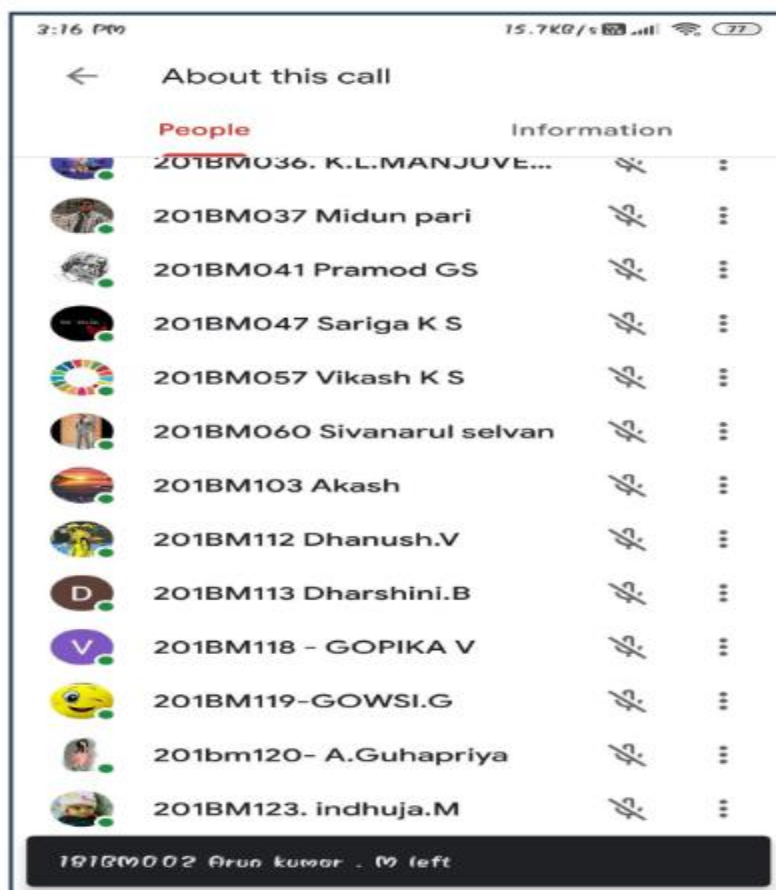 3:16 PM 15.7KB/s 77
About this call
People Information
201BM036. K.L.MANJUVE...
201BM037 Midun pari
201BM041 Pramod GS
201BM047 Sariga K S
201BM057 Vikash K S
201BM060 Sivanarul selvan
201BM103 Akash
201BM112 Dhanush.V
D 201BM113 Dharshini.B
V 201BM118 - GOPIKA V
201BM119-GOWSI.G
201bm120- A.Guhapriya
201BM123. indhuja.M
181BM002 Arun kumar . M left